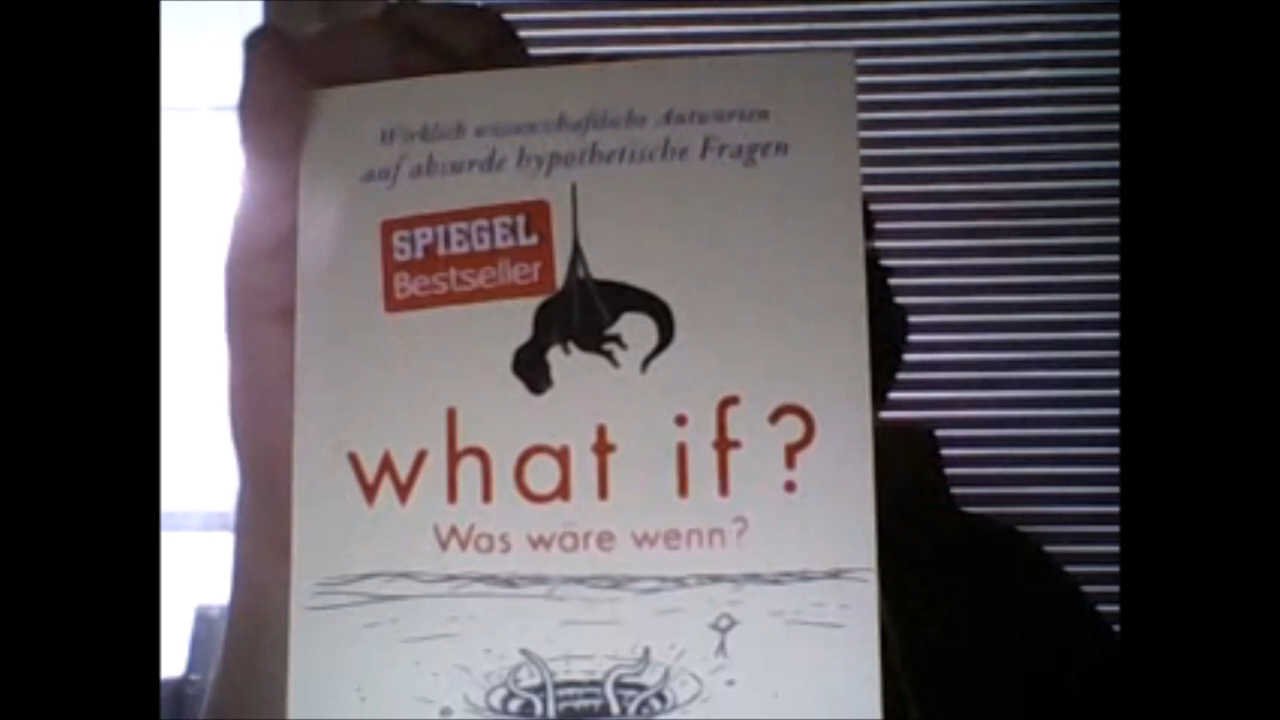 Wirklich wissenschaftliche Antworten
auf absurde hypothetische Fragen
SPIEGEL
Bestseller
what if?
Was wäre wenn?